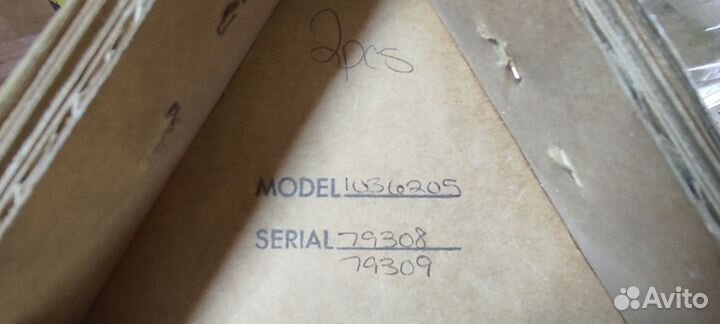 2pcs
MODEL 1036205
SERIAL 79308
79309
Avito